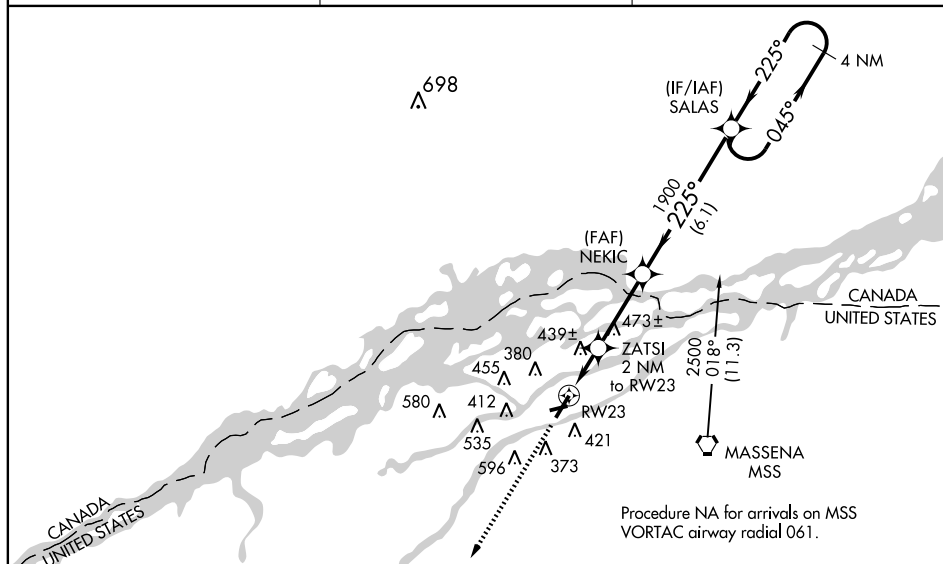 698
225°
4 NM
(IF/IAF)
SALAS
045°
1900
225°
(6.1)
(FAF)
NEKIC
CANADA
UNITED STATES
473±
439±
ZATSI
2 NM
to RW23
380
455
2500
018°
(11.3)
580
412
RW23
421
535
596
373
MASSENA
MSS
CANADA
UNITED STATES
Procedure NA for arrivals on MSS
VORTAC airway radial 061.